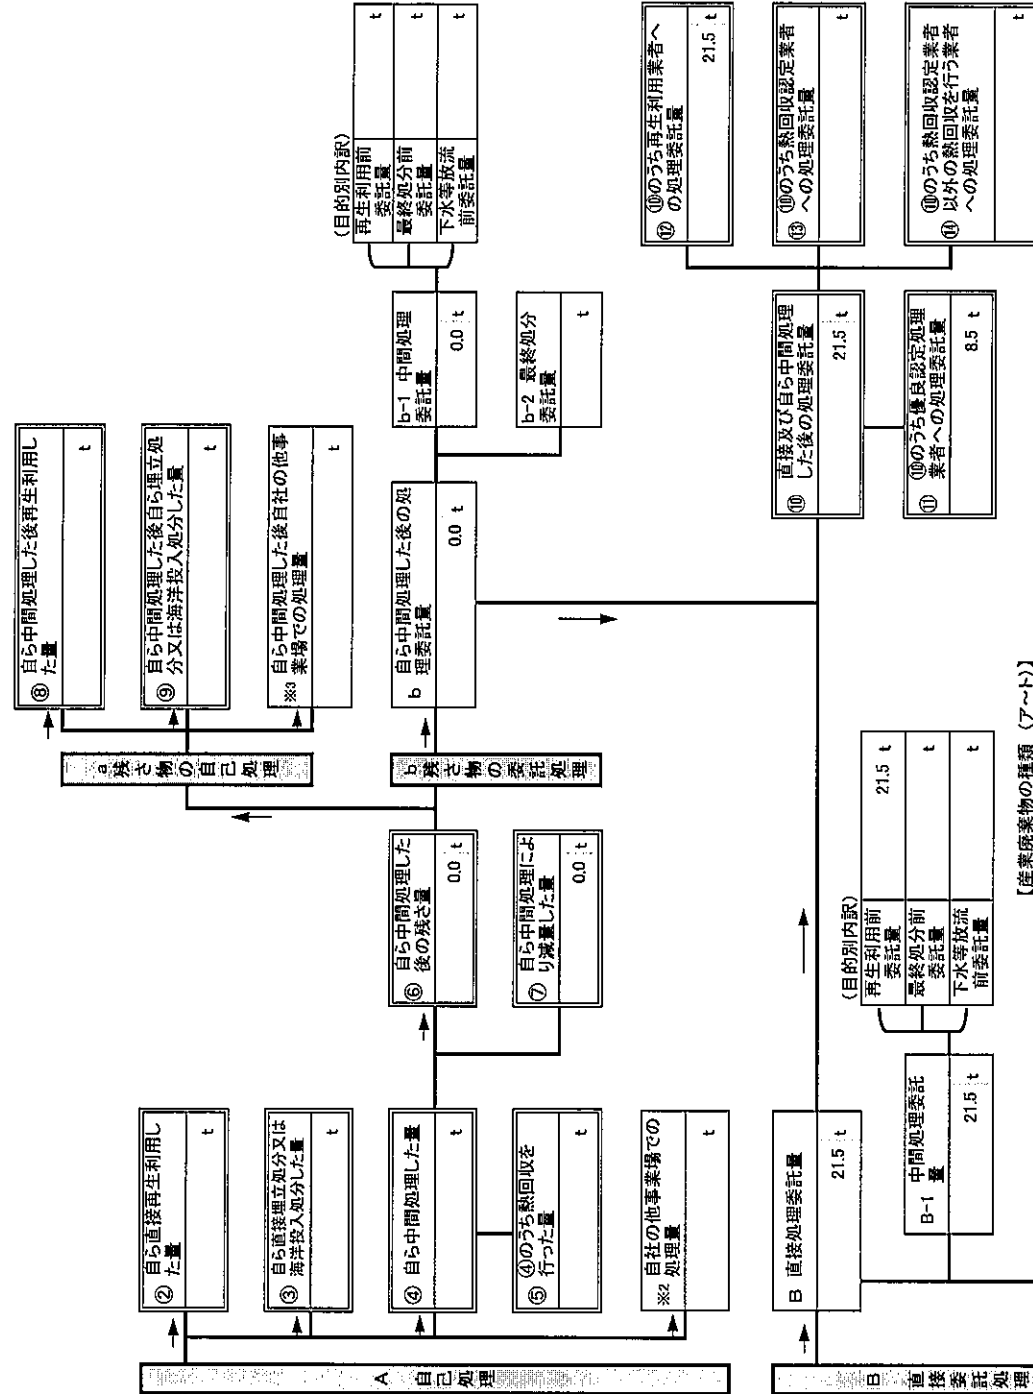 A 自己処理
② 自ら直接再生利用し
た量
t
③ 自ら直接埋立処分又は
海洋投入処分した量
t
④ 自ら中間処理した量
t
⑤ ④のうち熱回収を
行った量
t
※2 自社の他事業場での
処理量
t
⑥ 自ら中間処理した
後の残さ量
0.0 t
⑦ 自ら中間処理によ
り減量した量
0.0 t
a 残さ物の自己処理
⑧ 自ら中間処理した後再生利用し
た量
t
⑨ 自ら中間処理した後自ら埋立処
分又は海洋投入処分した量
t
※3 自ら中間処理した後自社の他事
業場での処理量
t
b 残さ物の委託処理
b 自ら中間処理した後の処
理委託量
0.0 t
b-1 中間処理
委託量
0.0 t
b-2 最終処分
委託量
t
(目的別内訳)
再生利用前
委託量
t
最終処分前
委託量
t
下水等放流
前委託量
t
B 直接委託処理
B 直接処理委託量
21.5 t
B-1 中間処理委託
量
21.5 t
(目的別内訳)
再生利用前
委託量
21.5 t
最終処分前
委託量
t
下水等放流
前委託量
t
⑩ 直接及び自ら中間処理
した後の処理委託量
21.5 t
⑪ ⑩のうち優良認定処理
業者への処理委託量
8.5 t
⑫ ⑩のうち再生利用業者へ
の処理委託量
21.5 t
⑬ ⑩のうち熱回収認定業者
への処理委託量
t
⑭ ⑩のうち熱回収認定業者
以外の熱回収を行う業者
への処理委託量
t
【産業廃棄物の種類 (ア～ト)】